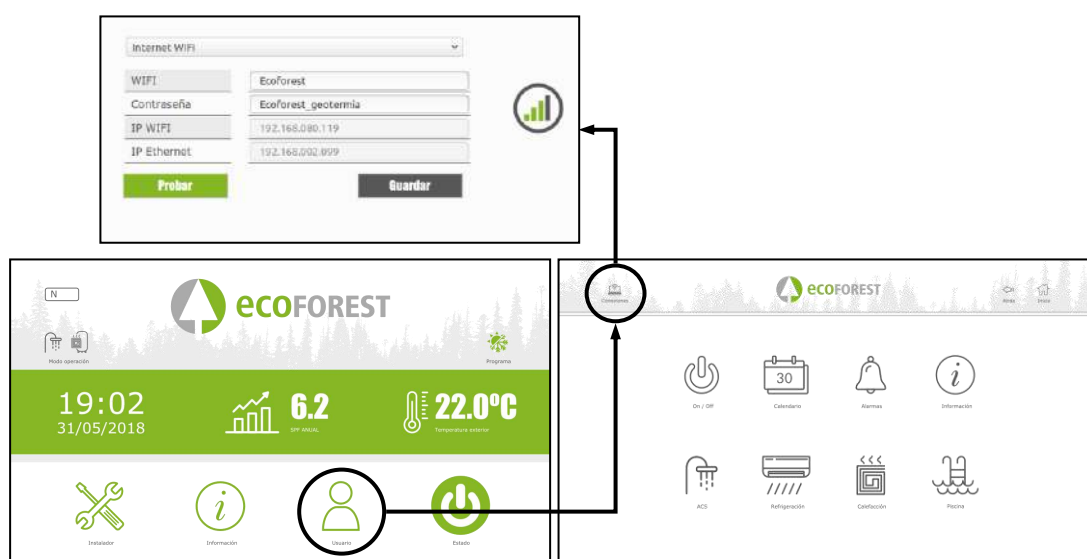 Internet WiFi
WIFI Ecoforest
Contraseña Ecoforest_geotermia
IP WIFI 192.168.080.119
IP Ethernet 192.168.002.099
Probar Guardar
N
ecoFOREST
Modo operación
Programa
19:02
31/05/2018
6.2
SPF ANUAL
22.0ºC
Temperatura exterior
Instalador
Información
Usuario
Estado
Conexiones
ecoFOREST
Atrás
Inicio
30
On / Off
Calendario
Alarmas
Información
ACS
Refrigeración
Calefacción
Piscina